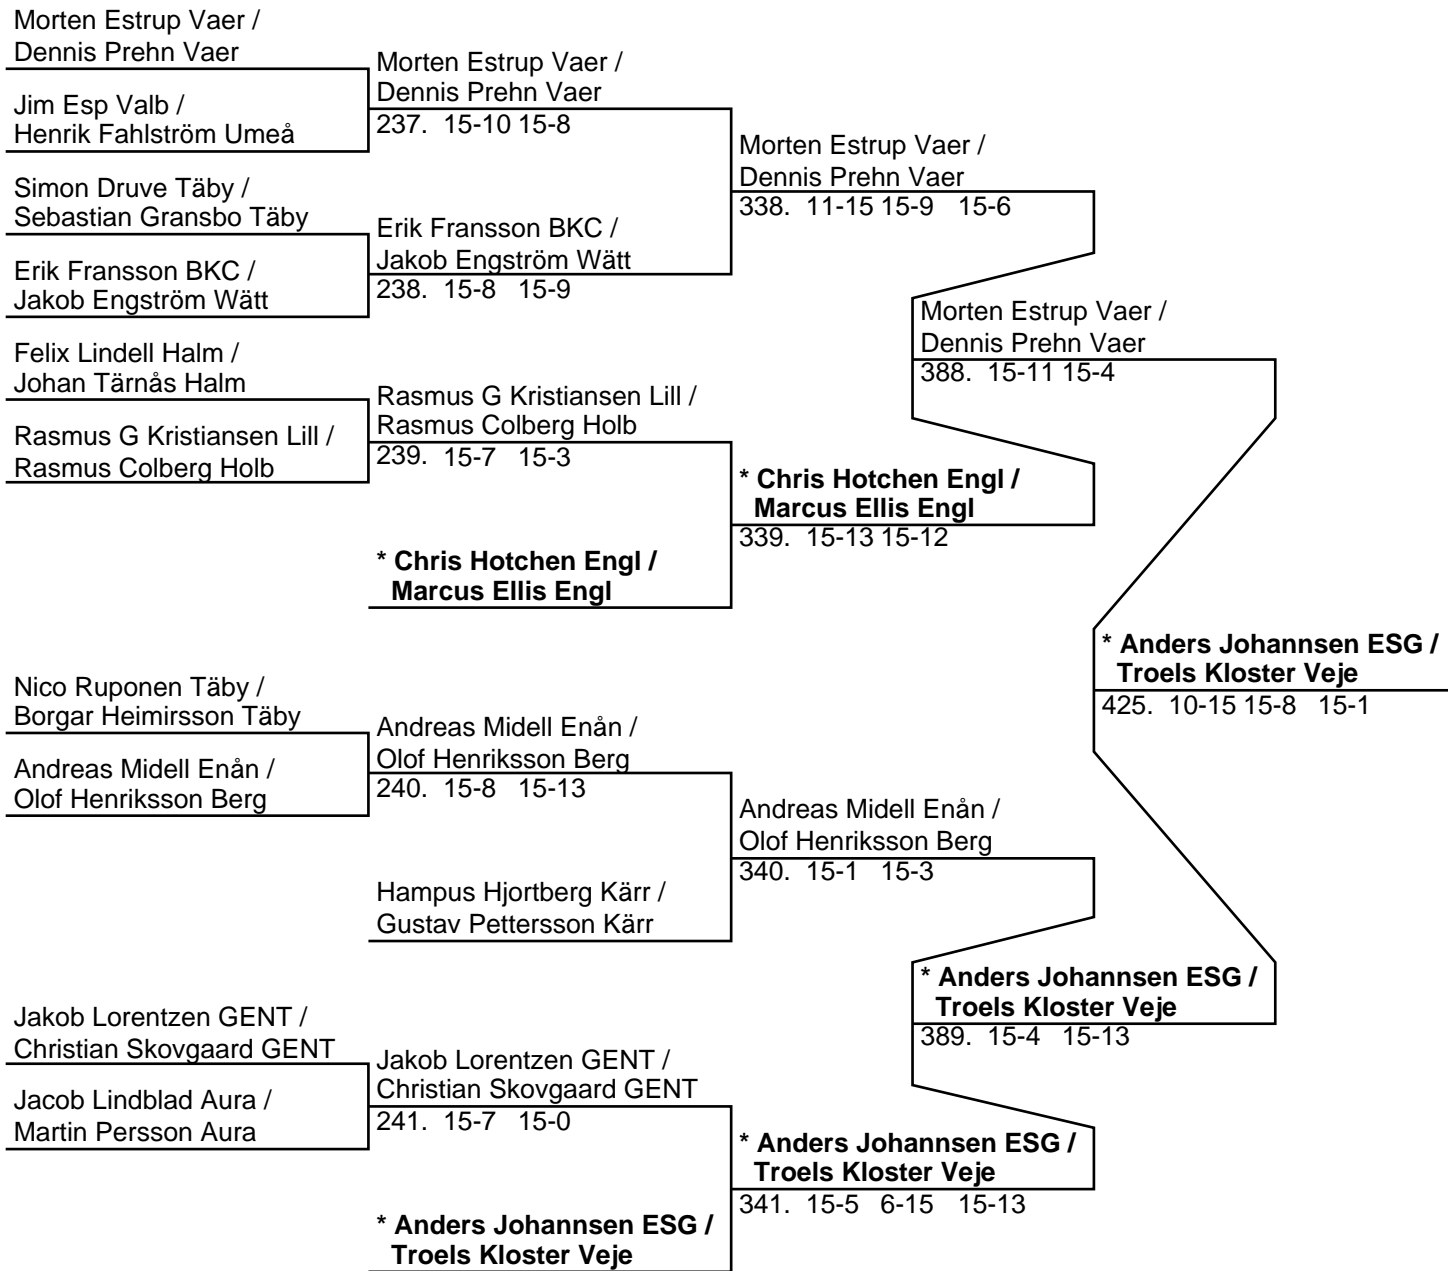 Morten Estrup Vaer /
Dennis Prehn Vaer
Jim Esp Valb /
Henrik Fahlström Umeå
Simon Druve Täby /
Sebastian Gransbo Täby
Erik Fransson BKC /
Jakob Engström Wätt
Felix Lindell Halm /
Johan Tärnås Halm
Rasmus G Kristiansen Lill /
Rasmus Colberg Holb
Nico Ruponen Täby /
Borgar Heimirsson Täby
Andreas Midell Enån /
Olof Henriksson Berg
Jakob Lorentzen GENT /
Christian Skovgaard GENT
Jacob Lindblad Aura /
Martin Persson Aura
Morten Estrup Vaer /
Dennis Prehn Vaer
237. 15-10 15-8
Erik Fransson BKC /
Jakob Engström Wätt
238. 15-8 15-9
Rasmus G Kristiansen Lill /
Rasmus Colberg Holb
239. 15-7 15-3
* Chris Hotchen Engl /
Marcus Ellis Engl
Andreas Midell Enån /
Olof Henriksson Berg
240. 15-8 15-13
Hampus Hjortberg Kärr /
Gustav Pettersson Kärr
Jakob Lorentzen GENT /
Christian Skovgaard GENT
241. 15-7 15-0
* Anders Johannsen ESG /
Troels Kloster Veje
Morten Estrup Vaer /
Dennis Prehn Vaer
338. 11-15 15-9 15-6
* Chris Hotchen Engl /
Marcus Ellis Engl
339. 15-13 15-12
Andreas Midell Enån /
Olof Henriksson Berg
340. 15-1 15-3
* Anders Johannsen ESG /
Troels Kloster Veje
341. 15-5 6-15 15-13
Morten Estrup Vaer /
Dennis Prehn Vaer
388. 15-11 15-4
* Anders Johannsen ESG /
Troels Kloster Veje
389. 15-4 15-13
* Anders Johannsen ESG /
Troels Kloster Veje
425. 10-15 15-8 15-1